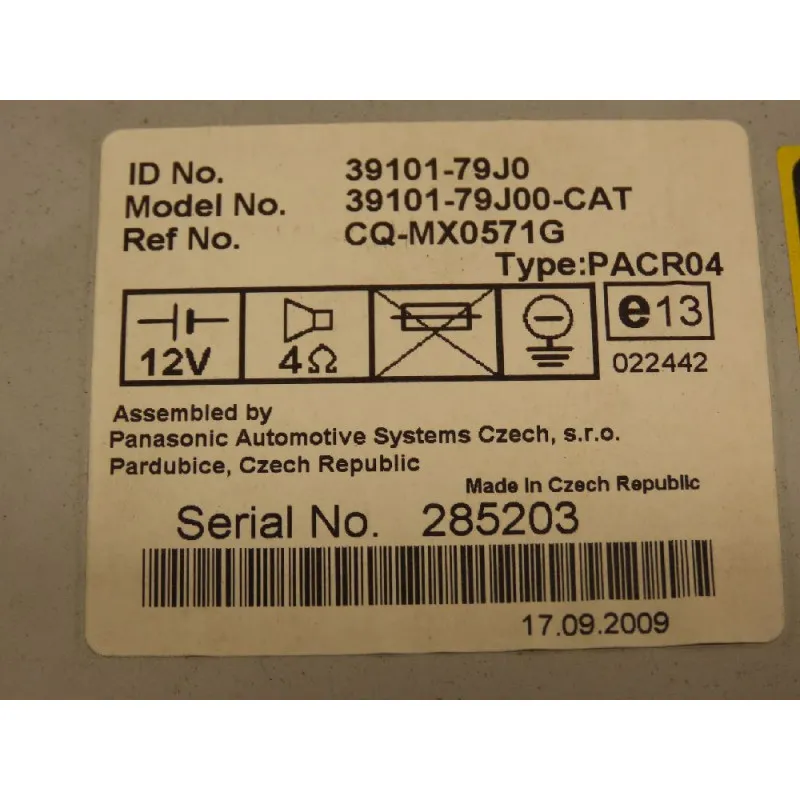 ID No. 39101-79J0
Model No. 39101-79J00-CAT
Ref No. CQ-MX0571G
Type:PACR04
12V 4Ω e13
022442
Assembled by
Panasonic Automotive Systems Czech, s.r.o.
Pardubice, Czech Republic
Made in Czech Republic
Serial No. 285203
17.09.2009